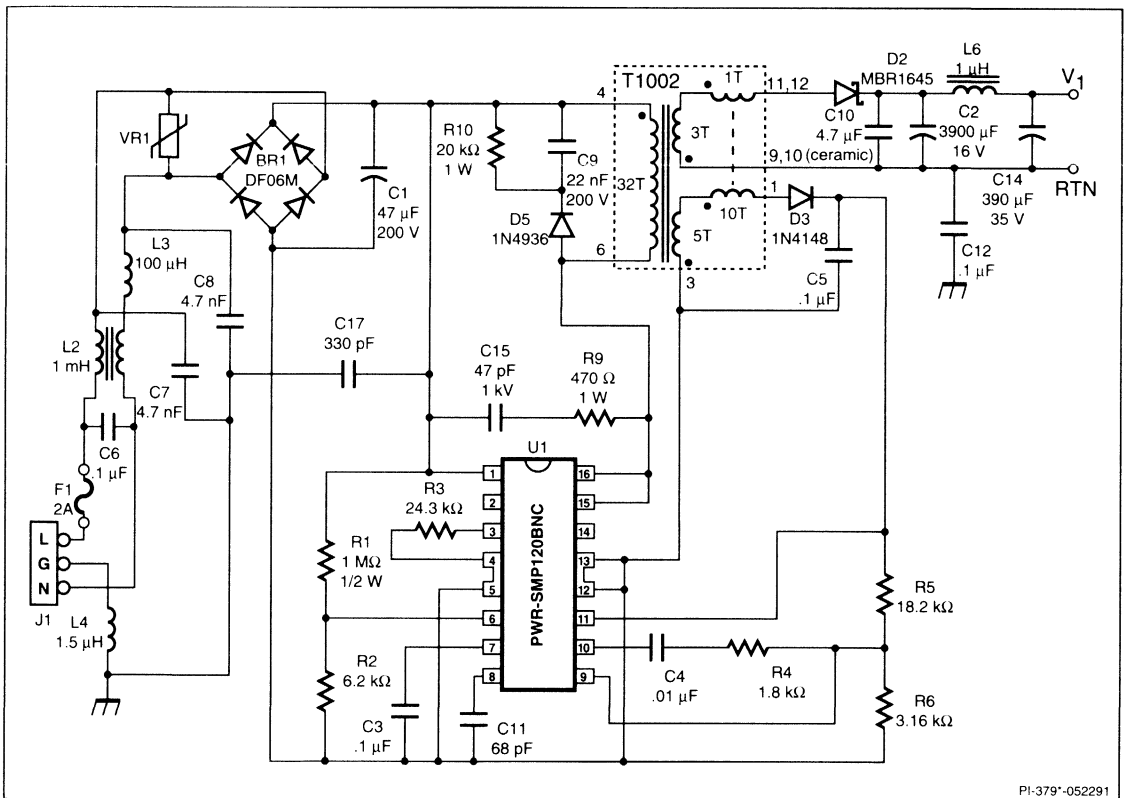 T1002
1T
11,12
D2
MBR1645
L6
1 µH
V1
4
C10
4.7 µF
C2
3900 µF
16 V
VR1
R10
20 kΩ
1 W
3T
9,10 (ceramic)
BR1
DF06M
C9
22 nF
200 V
32T
RTN
C1
47 µF
200 V
1
C14
390 µF
35 V
10T
D3
1N4148
D5
1N4936
5T
C12
.1 µF
6
3
C5
.1 µF
L3
100 µH
C8
4.7 nF
C17
330 pF
L2
1 mH
C15
47 pF
1 kV
R9
470 Ω
1 W
C7
4.7 nF
C6
.1 µF
U1
F1
2A
1
16
R3
24.3 kΩ
2
15
3
14
L
G
N
J1
R1
1 MΩ
1/2 W
4
13
5
12
R5
18.2 kΩ
PWR-SMP120BNC
6
11
L4
1.5 µH
7
10
R2
6.2 kΩ
8
9
C4
.01 µF
R4
1.8 kΩ
R6
3.16 kΩ
C3
.1 µF
C11
68 pF
PI-379*-052291